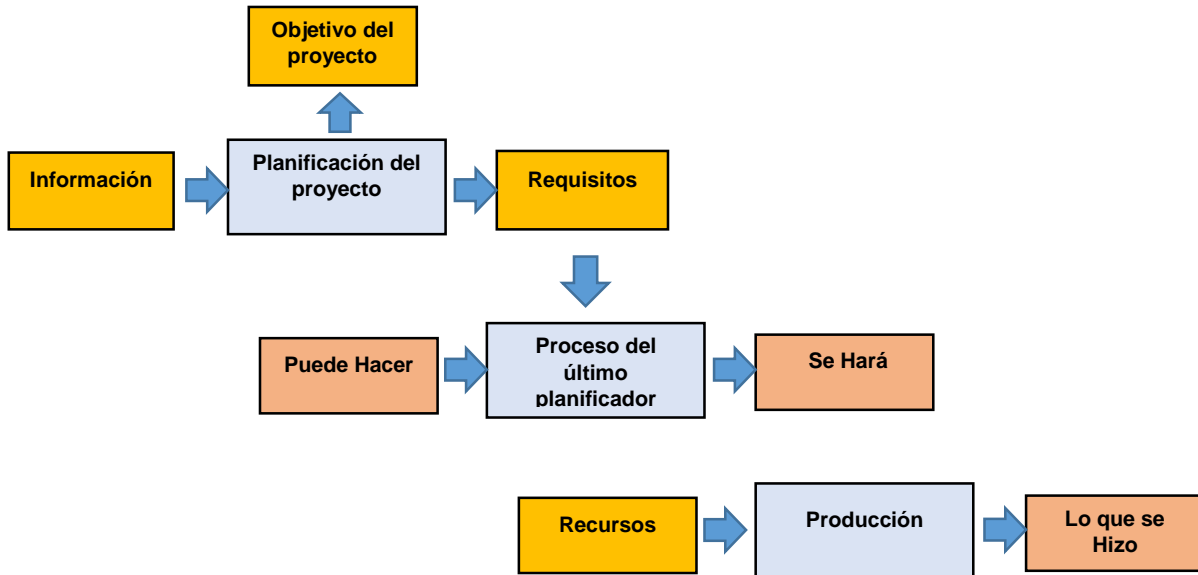 Objetivo del
proyecto
Información
Planificación del
proyecto
Requisitos
Puede Hacer
Proceso del
último
planificador
Se Hará
Recursos
Producción
Lo que se
Hizo